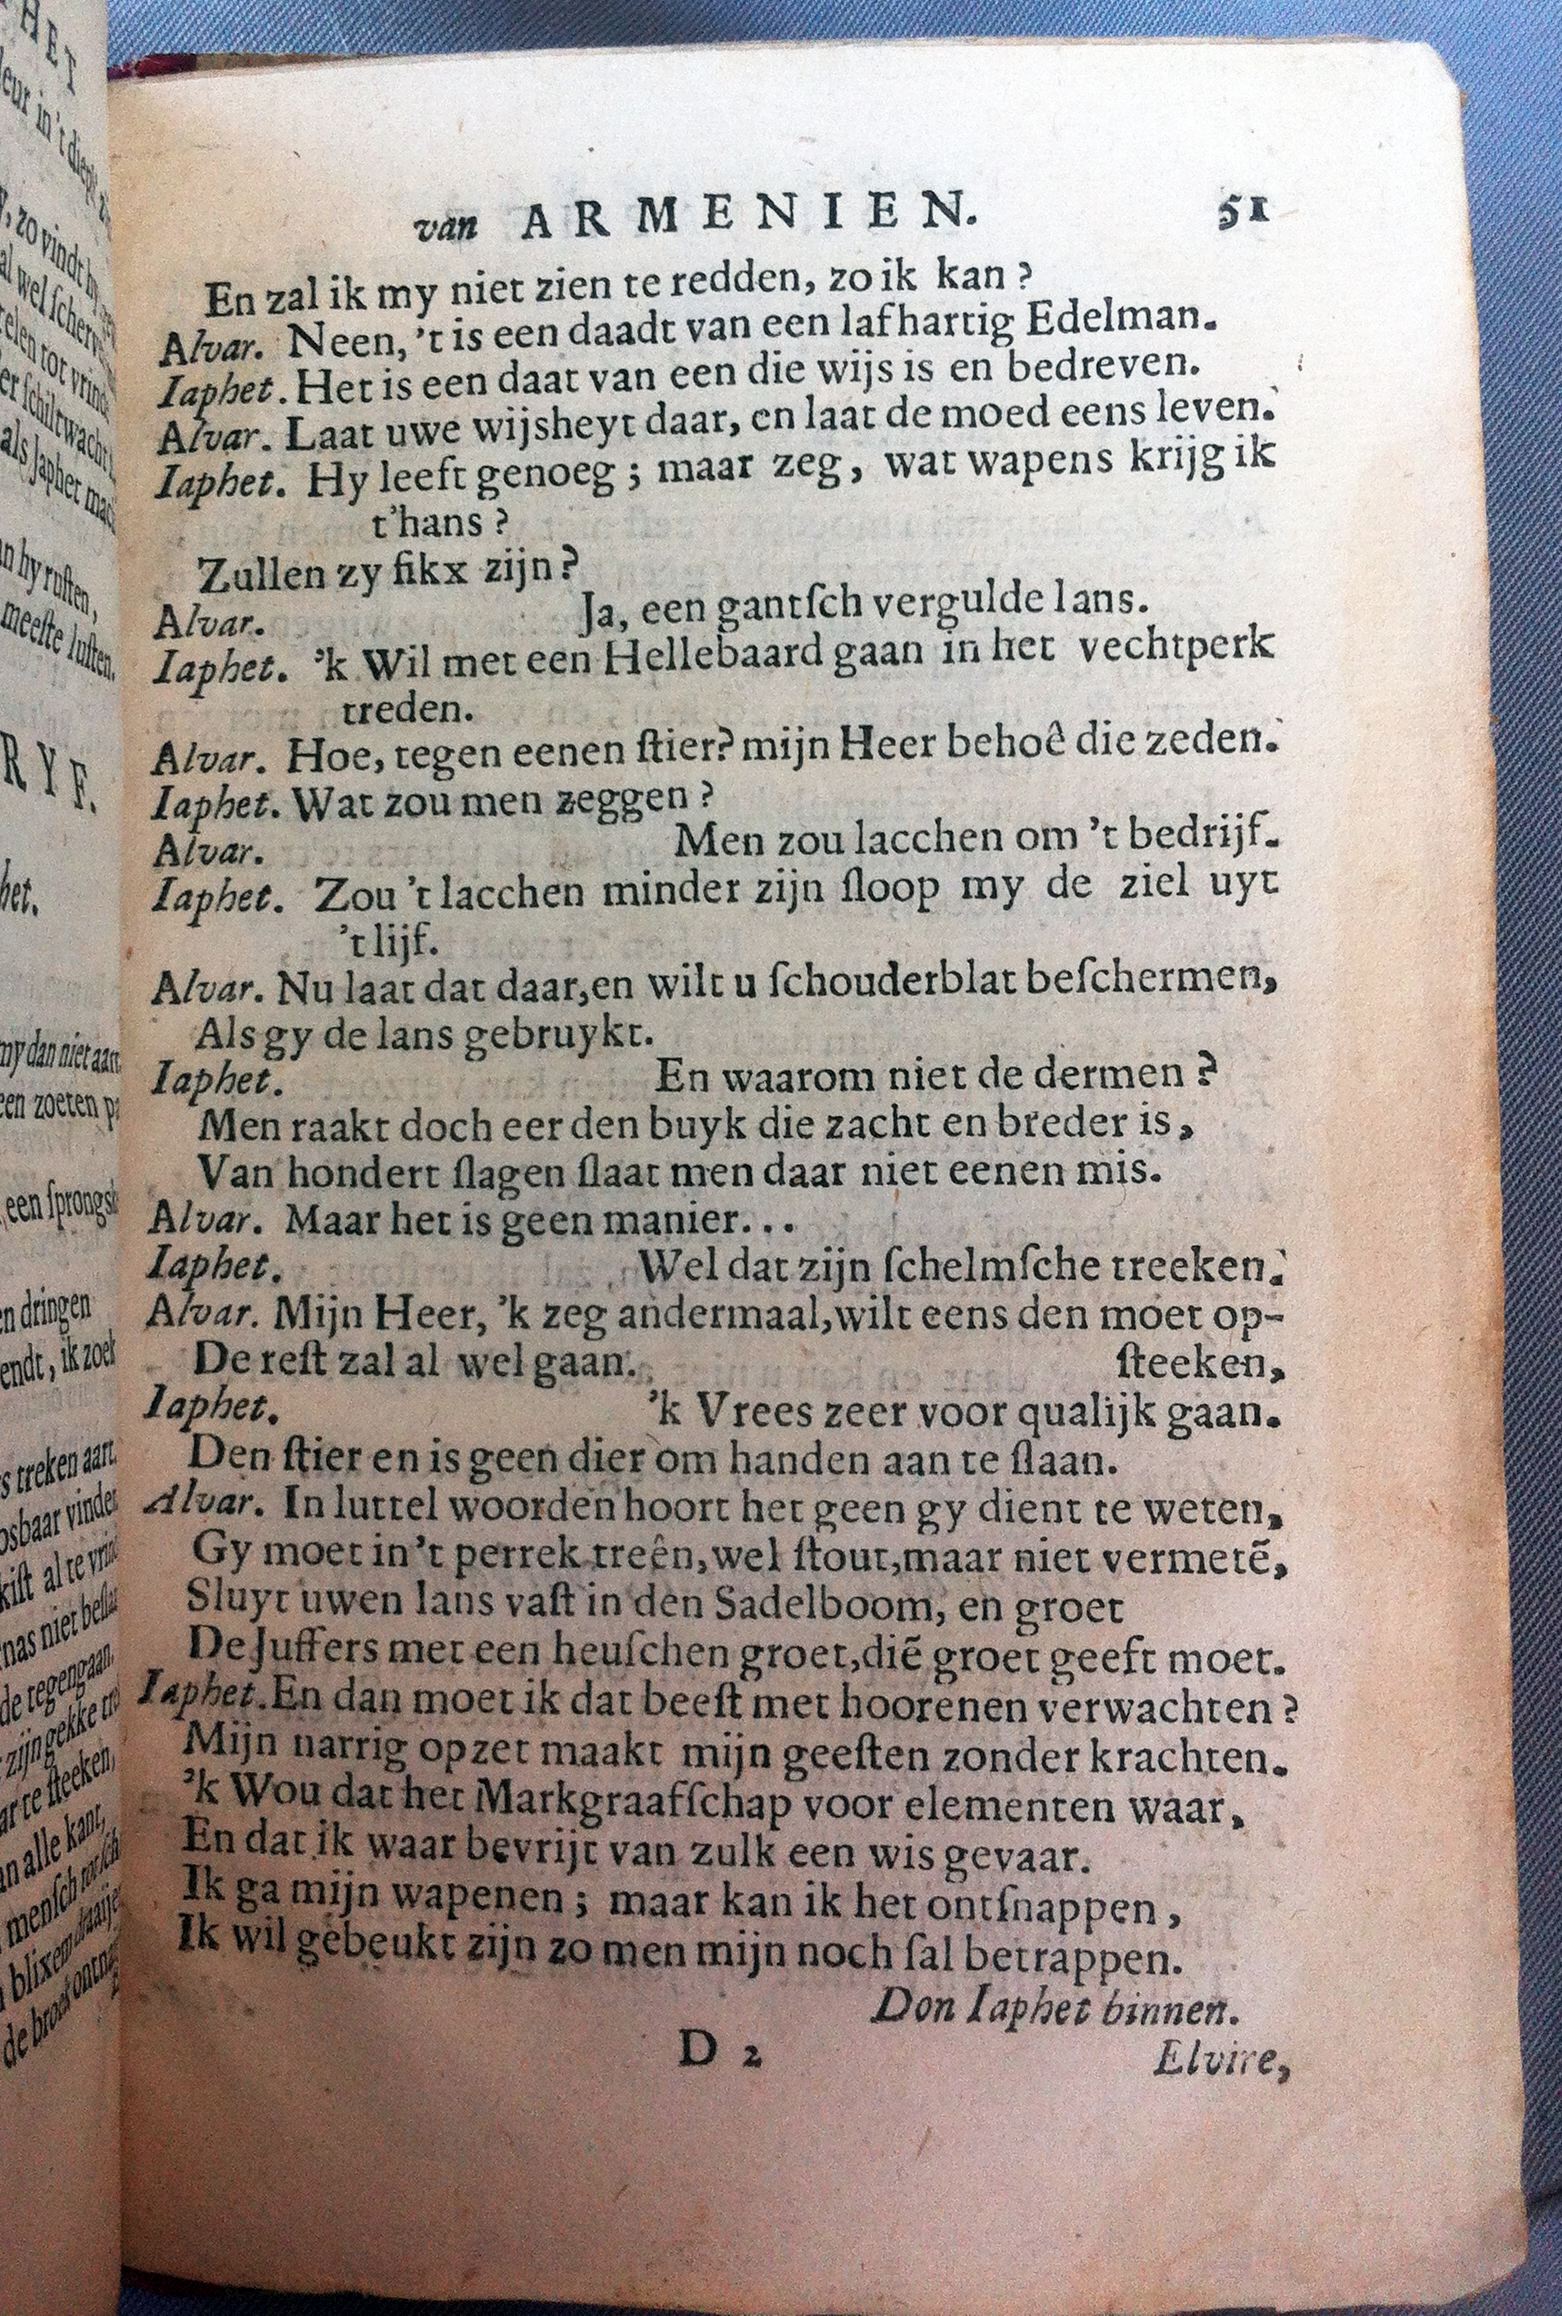 van ARMENIEN. 51
En zal ik my niet zien te redden, zo ik kan?
Alvar. Neen, 't is een daadt van een lafhartig Edelman.
Iaphet. Het is een daat van een die wijs is en bedreven.
Alvar. Laat uwe wijsheyt daar, en laat de moed eens leven.
Iaphet. Hy leeft genoeg; maar zeg, wat wapens krijg ik
t'hans?
Zullen zy fikx zijn?
Alvar. Ja, een gantſch vergulde lans.
Iaphet. 'k Wil met een Hellebaard gaan in het vechtperk
treden.
Alvar. Hoe, tegen eenen ſtier? mijn Heer behoê die zeden.
Iaphet. Wat zou men zeggen?
Alvar. Men zou lacchen om 't bedrijf.
Iaphet. Zou 't lacchen minder zijn ſloop my de ziel uyt
't lijf.
Alvar. Nu laat dat daar, en wilt u ſchouderblat beſchermen,
Als gy de lans gebruykt.
Iaphet. En waarom niet de dermen?
Men raakt doch eer den buyk die zacht en breder is,
Van hondert ſlagen ſlaat men daar niet eenen mis.
Alvar. Maar het is geen manier...
Iaphet. Wel dat zijn ſchelmſche treeken.
Alvar. Mijn Heer, 'k zeg andermaal, wilt eens den moet op-
De reſt zal al wel gaan. ſteeken,
Iaphet. 'k Vrees zeer voor qualijk gaan.
Den ſtier en is geen dier om handen aan te ſlaan.
Alvar. In luttel woorden hoort het geen gy dient te weten,
Gy moet in't perrek treên, wel ſtout, maar niet vermetẽ,
Sluyt uwen lans vaſt in den Sadelboom, en groet
De Juffers met een heuſchen groet, diẽ groet geeft moet.
Iaphet. En dan moet ik dat beeſt met hoorenen verwachten?
Mijn narrig opzet maakt mijn geeſten zonder krachten.
'k Wou dat het Markgraafſchap voor elementen waar,
En dat ik waar bevrijt van zulk een wis gevaar.
Ik ga mijn wapenen; maar kan ik het ontſnappen,
Ik wil gebeukt zijn zo men mijn noch ſal betrappen.
Don Iaphet binnen.
D 2 Elvire,